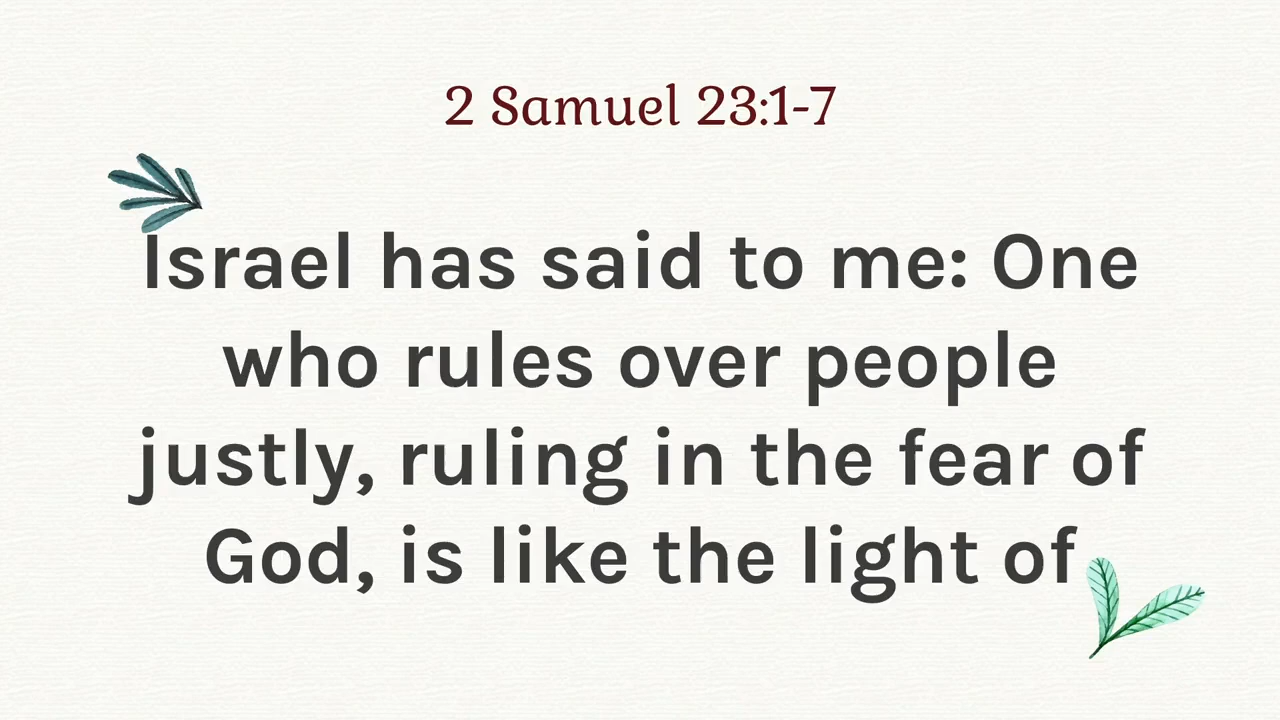 2 Samuel 23:1-7
Israel has said to me: One
who rules over people
justly, ruling in the fear of
God, is like the light of